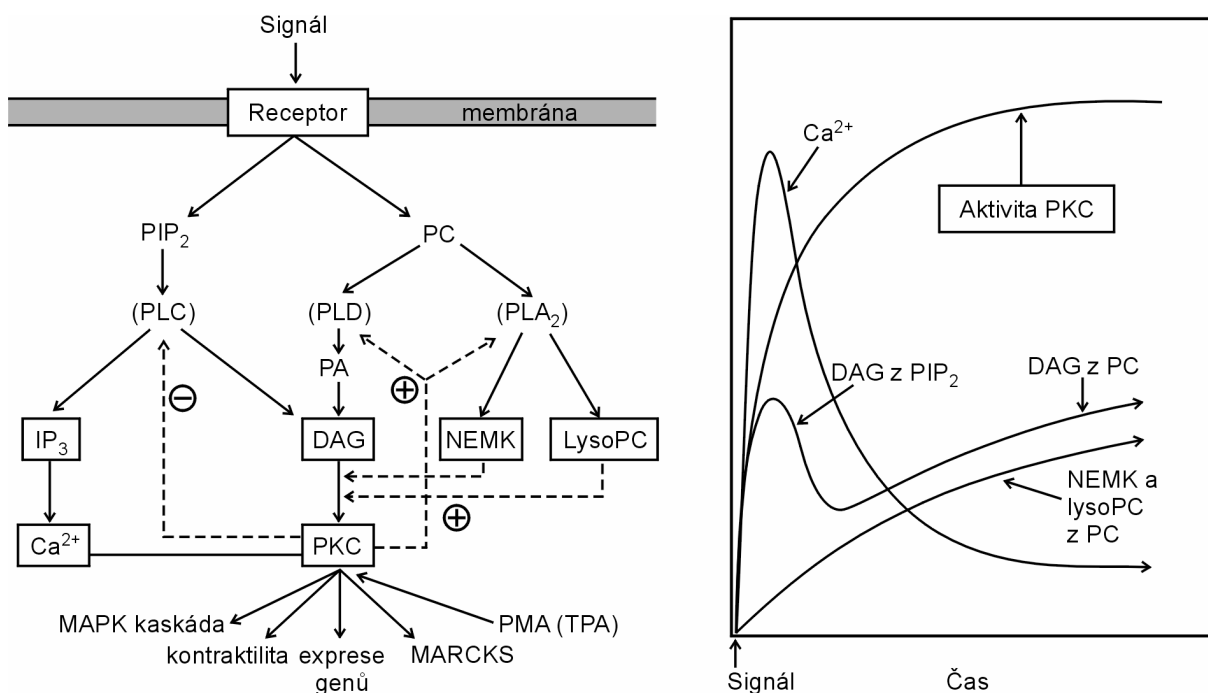 Signál
Receptor
membrána
PIP₂
PC
(PLC)
(PLD)
(PLA₂)
PA
⊖
⊕
IP₃
DAG
NEMK
LysoPC
⊕
Ca²⁺
PKC
MAPK kaskáda
PMA (TPA)
kontraktilita
exprese
genů
MARCKS
Ca²⁺
Aktivita PKC
DAG z PIP₂
DAG z PC
NEMK a
lysoPC
z PC
Signál
Čas